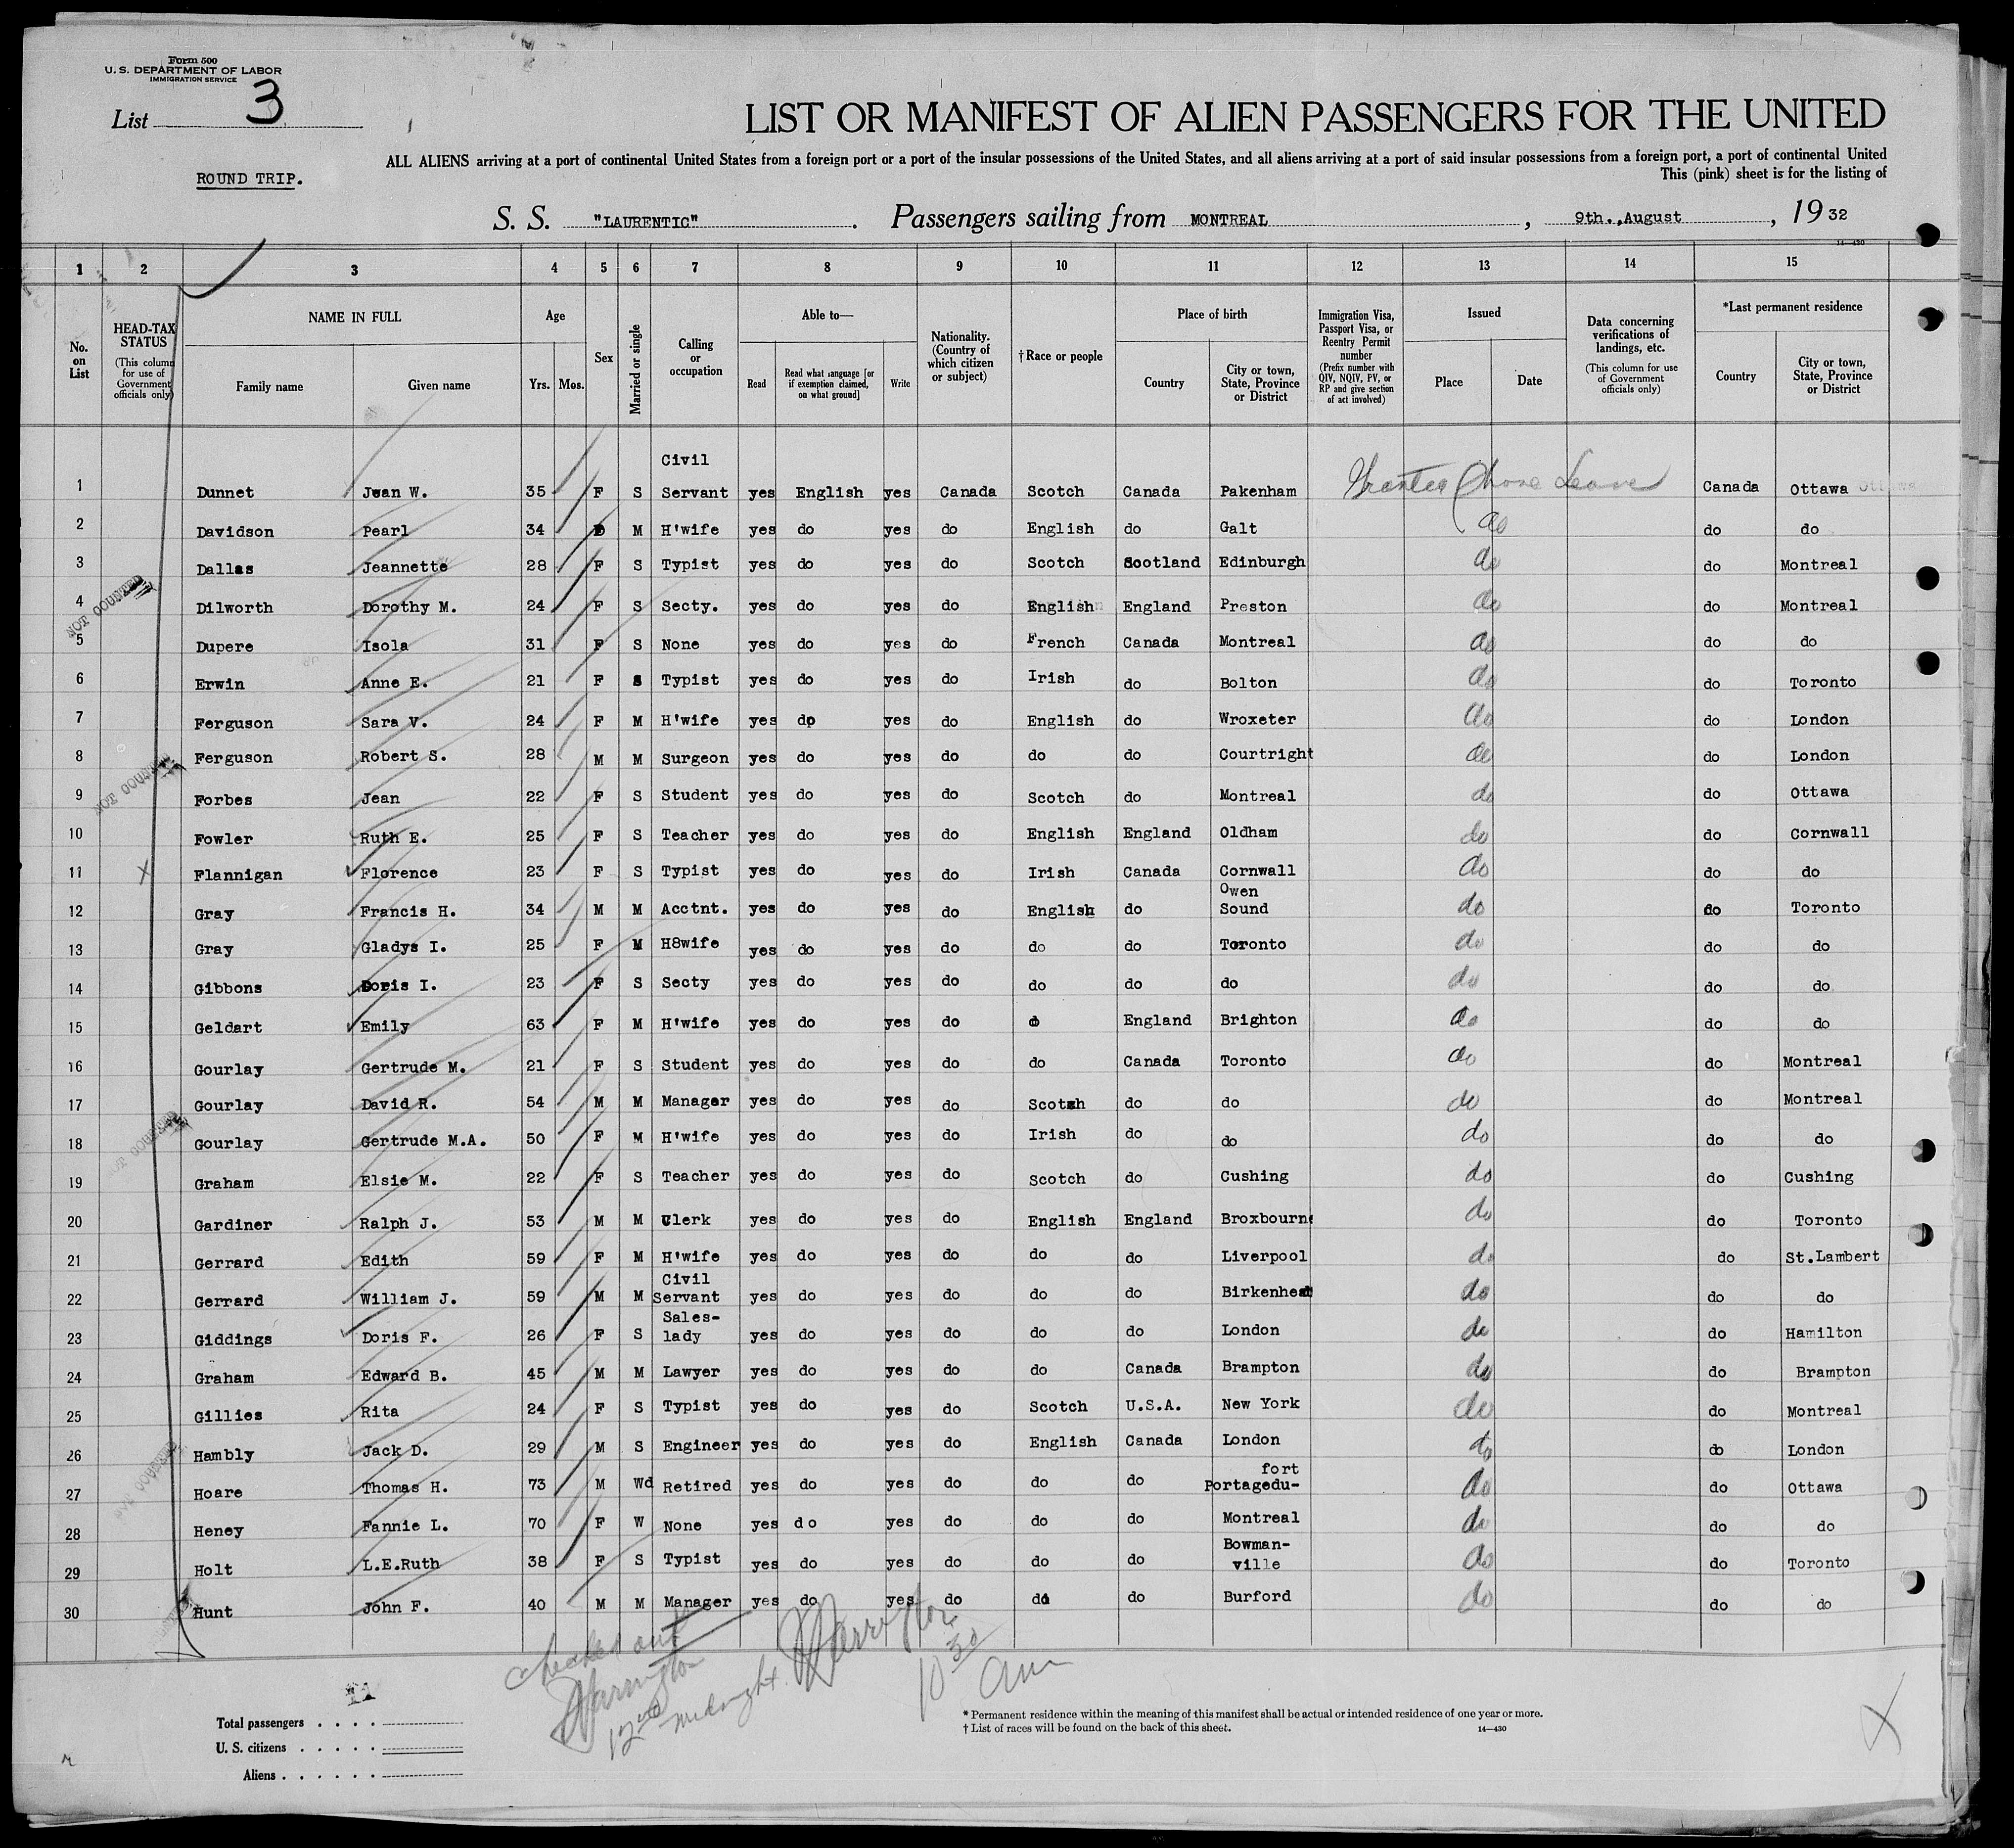 Form 500
U. S. DEPARTMENT OF LABOR
IMMIGRATION SERVICE
List 3
LIST OR MANIFEST OF ALIEN PASSENGERS FOR THE UNITED
ALL ALIENS arriving at a port of continental United States from a foreign port or a port of the insular possessions of the United States, and all aliens arriving at a port of said insular possessions from a foreign port, a port of continental United
This (pink) sheet is for the listing of
ROUND TRIP.
S. S. "LAURENTIC". Passengers sailing from MONTREAL, 9th., August, 1932
14—430
1 2 3 4 5 6 7 8 9 10 11 12 13 14 15
No. on List
HEAD-TAX STATUS (This column for use of Government officials only)
NAME IN FULL Family name Given name
Age Yrs. Mos.
Sex
Married or single
Calling or occupation
Able to— Read Read what language [or if exemption claimed, on what ground] Write
Nationality. (Country of which citizen or subject)
†Race or people
Place of birth Country City or town, State, Province or District
Immigration Visa, Passport Visa, or Reentry Permit number (Prefix number with QIV, NQIV, PV, or RP and give section of act involved)
Issued Place Date
Data concerning verifications of landings, etc. (This column for use of Government officials only)
*Last permanent residence Country City or town, State, Province or District
1 Dunnet Jean W. 35 F S Civil Servant yes English yes Canada Scotch Canada Pakenham Shore Leave Canada Ottawa
2 Davidson Pearl 34 M H'wife yes do yes do English do Galt do do do
3 Dallas Jeannette 28 F S Typist yes do yes do Scotch Scotland Edinburgh do do Montreal
4 Dilworth Dorothy M. 24 F S Secty. yes do yes do English England Preston do do Montreal
5 Dupere Isola 31 F S None yes do yes do French Canada Montreal do do do
6 Erwin Anne E. 21 F S Typist yes do yes do Irish do Bolton do do Toronto
7 Ferguson Sara V. 24 F M H'wife yes do yes do English do Wroxeter do do London
8 Ferguson Robert S. 28 M M Surgeon yes do yes do do do Courtright do do London
9 Forbes Jean 22 F S Student yes do yes do Scotch do Montreal do do Ottawa
10 Fowler Ruth E. 25 F S Teacher yes do yes do English England Oldham do do Cornwall
11 X Flannigan Florence 23 F S Typist yes do yes do Irish Canada Cornwall do do do
12 Gray Francis H. 34 M M Acctnt. yes do yes do English do Owen Sound do do Toronto
13 Gray Gladys I. 25 F M H8wife yes do yes do do do Toronto do do do
14 Gibbons Doris I. 23 F S Secty yes do yes do do do do do do do
15 Geldart Emily 63 F M H'wife yes do yes do do England Brighton do do do
16 Gourlay Gertrude M. 21 F S Student yes do yes do do Canada Toronto do do Montreal
17 Gourlay David R. 54 M M Manager yes do yes do Scotch do do do do Montreal
18 Gourlay Gertrude M.A. 50 F M H'wife yes do yes do Irish do do do do do
19 Graham Elsie M. 22 F S Teacher yes do yes do Scotch do Cushing do do Cushing
20 Gardiner Ralph J. 53 M M Clerk yes do yes do English England Broxbourne do do Toronto
21 Gerrard Edith 59 F M H'wife yes do yes do do do Liverpool do do St.Lambert
22 Gerrard William J. 59 M M Civil Servant yes do yes do do do Birkenhead do do do
23 Giddings Doris F. 26 F S Sales-lady yes do yes do do do London do do Hamilton
24 Graham Edward B. 45 M M Lawyer yes do yes do do Canada Brampton do do Brampton
25 Gillies Rita 24 F S Typist yes do yes do Scotch U.S.A. New York do do Montreal
26 Hambly Jack D. 29 M S Engineer yes do yes do English Canada London do do London
27 Hoare Thomas H. 73 M Wd Retired yes do yes do do do Portagedu-fort do do Ottawa
28 Heney Fannie L. 70 F W None yes do yes do do do Montreal do do do
29 Holt L.E.Ruth 38 F S Typist yes do yes do do do Bowman-ville do do Toronto
30 Hunt John F. 40 M M Manager yes do yes do do do Burford do do do
NOT COUNTED
NOT COUNTED
NOT COUNTED
NOT COUNTED
checked out
12 midnight.
10 30 am
Total passengers
U. S. citizens
Aliens
* Permanent residence within the meaning of this manifest shall be actual or intended residence of one year or more.
† List of races will be found on the back of this sheet.
14—430